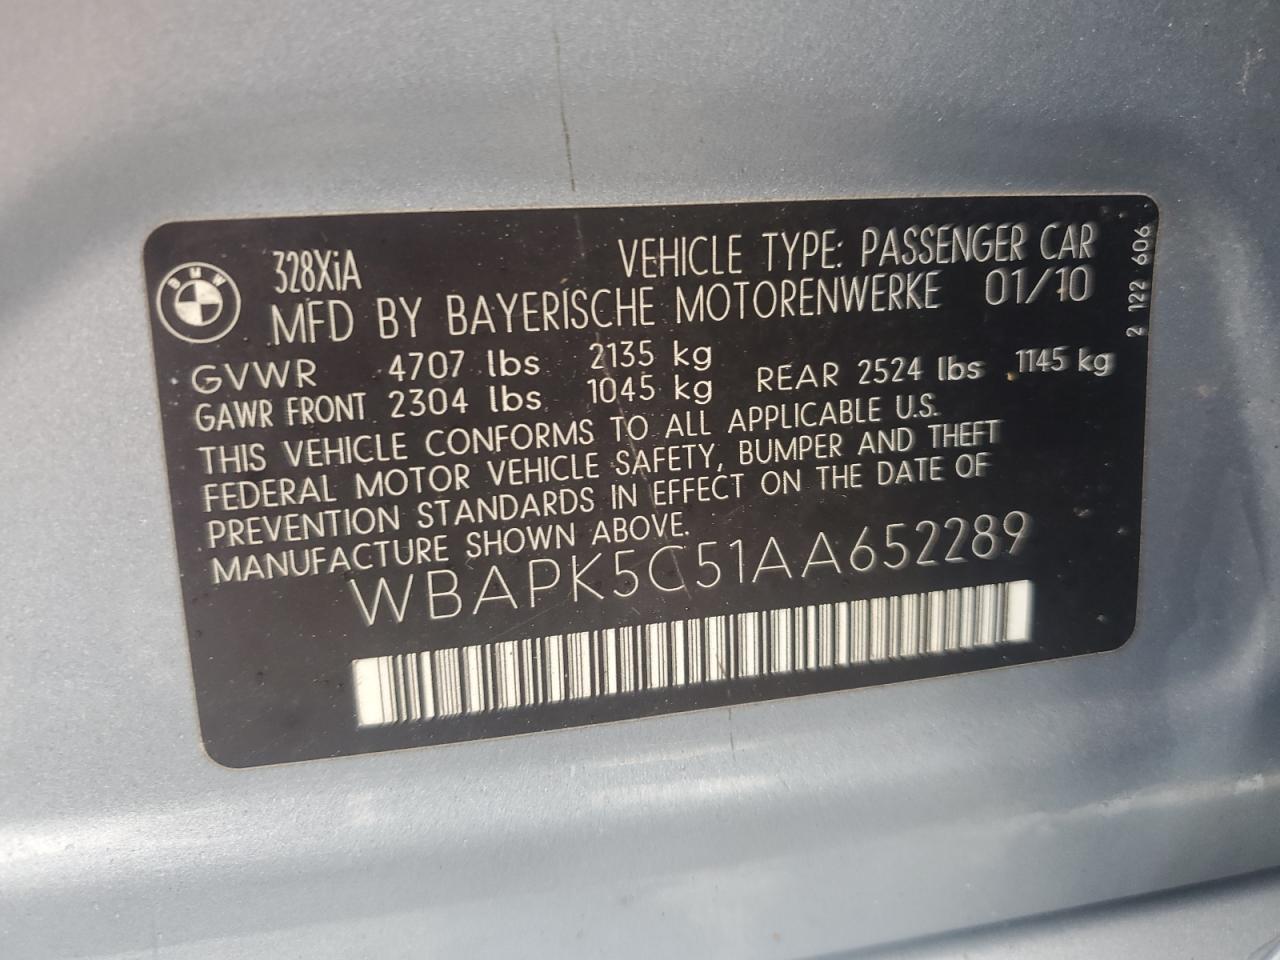 BMW
328XiA VEHICLE TYPE: PASSENGER CAR
MFD BY BAYERISCHE MOTORENWERKE 01/10
GVWR 4707 lbs 2135 kg
GAWR FRONT 2304 lbs 1045 kg REAR 2524 lbs 1145 kg
THIS VEHICLE CONFORMS TO ALL APPLICABLE U.S.
FEDERAL MOTOR VEHICLE SAFETY, BUMPER AND THEFT
PREVENTION STANDARDS IN EFFECT ON THE DATE OF
MANUFACTURE SHOWN ABOVE.
WBAPK5C51AA652289
2 122 606